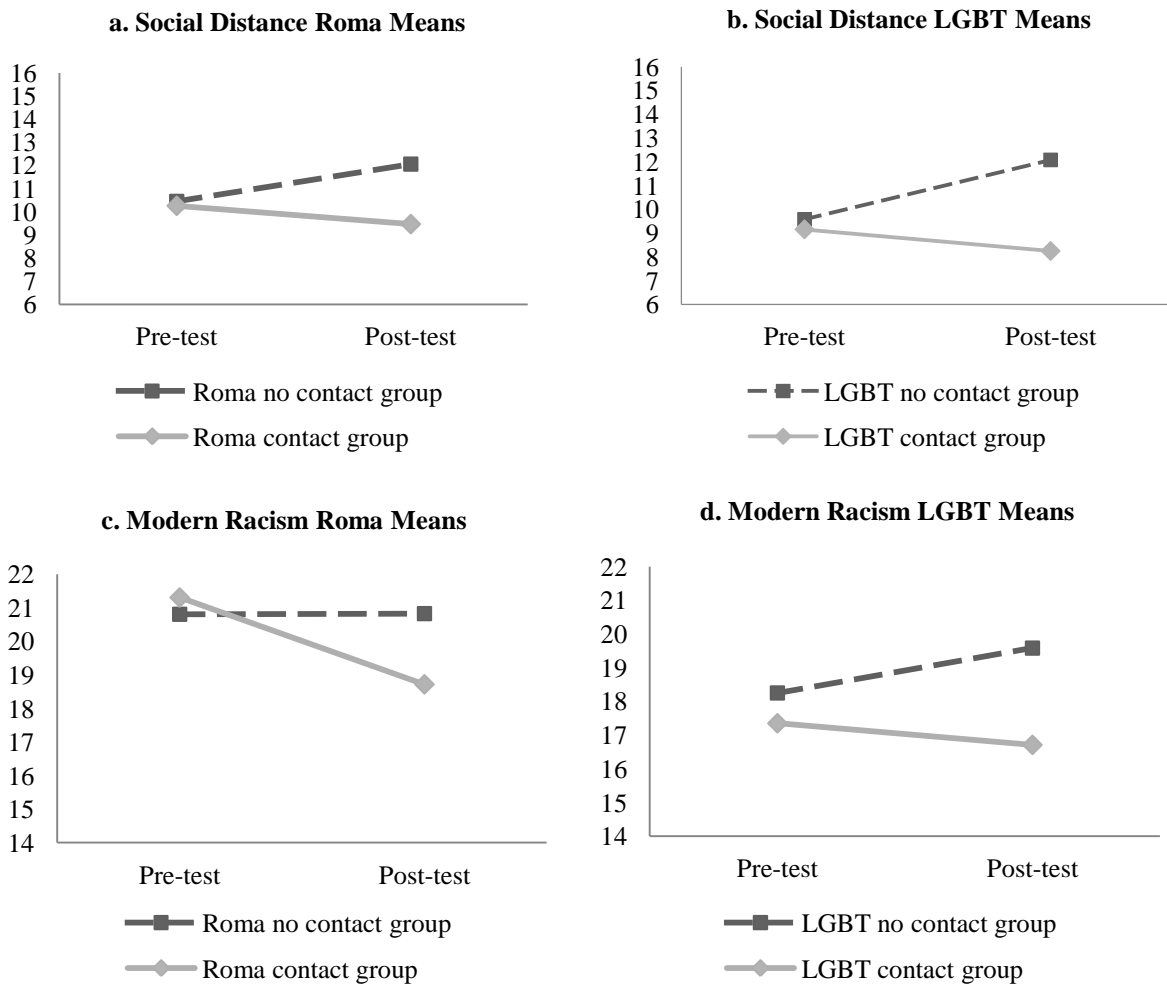 a. Social Distance Roma Means
16
15
14
13
12
11
10
9
8
7
6
Pre-test Post-test
Roma no contact group
Roma contact group
b. Social Distance LGBT Means
16
15
14
13
12
11
10
9
8
7
6
Pre-test Post-test
LGBT no contact group
LGBT contact group
c. Modern Racism Roma Means
22
21
20
19
18
17
16
15
14
Pre-test Post-test
Roma no contact group
Roma contact group
d. Modern Racism LGBT Means
22
21
20
19
18
17
16
15
14
Pre-test Post-test
LGBT no contact group
LGBT contact group